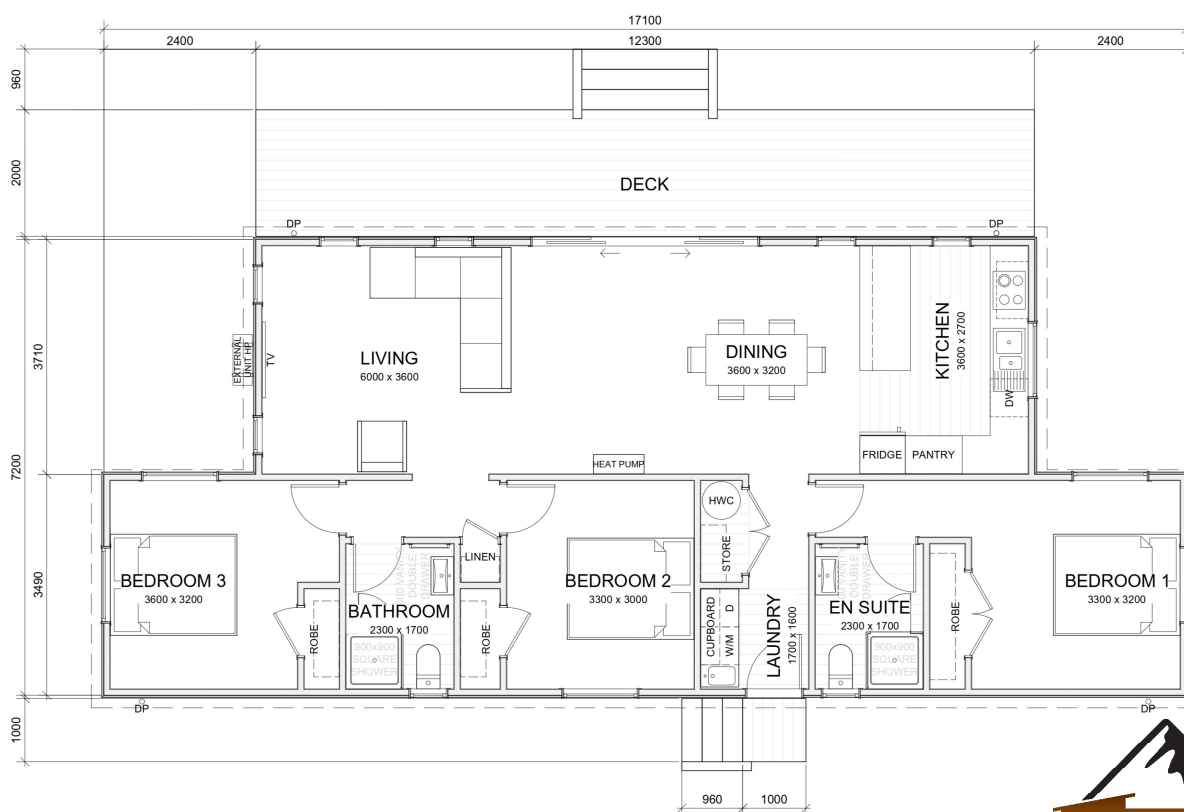 17100
2400
12300
2400
960
2000
3710
7200
3490
1000
DECK
DP
DP
EXTERNAL
UNIT HP
TV
LIVING
6000 x 3600
DINING
3600 x 3200
KITCHEN
3600 x 2700
DW
FRIDGE
PANTRY
HEAT PUMP
HWC
STORE
LINEN
BEDROOM 3
3600 x 3200
ROBE
DOUBLE
DRAWER
BATHROOM
2300 x 1700
900x900
SQUARE
SHOWER
ROBE
BEDROOM 2
3300 x 3000
CUPBOARD
W/M D
LAUNDRY
1700 x 1600
DOUBLE
DRAWER
EN SUITE
2300 x 1700
900x900
SQUARE
SHOWER
ROBE
BEDROOM 1
3300 x 3200
DP
DP
960
1000